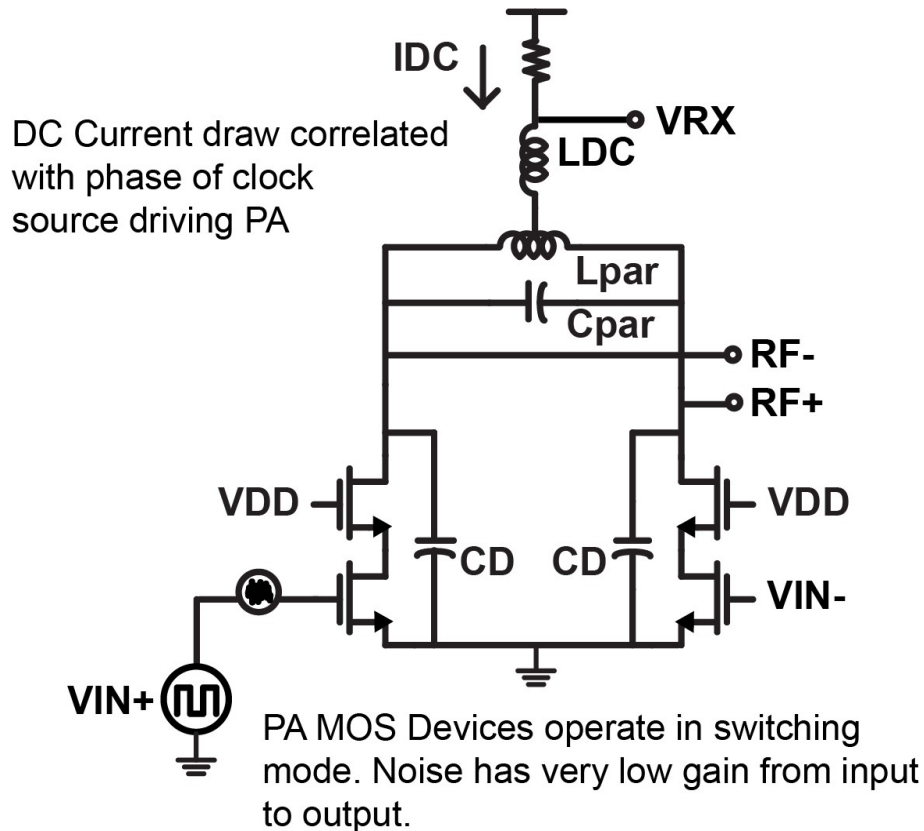 IDC
VRX
DC Current draw correlated
with phase of clock
source driving PA
LDC
Lpar
Cpar
RF-
RF+
VDD
VDD
CD
CD
VIN-
VIN+
PA MOS Devices operate in switching
mode. Noise has very low gain from input
to output.